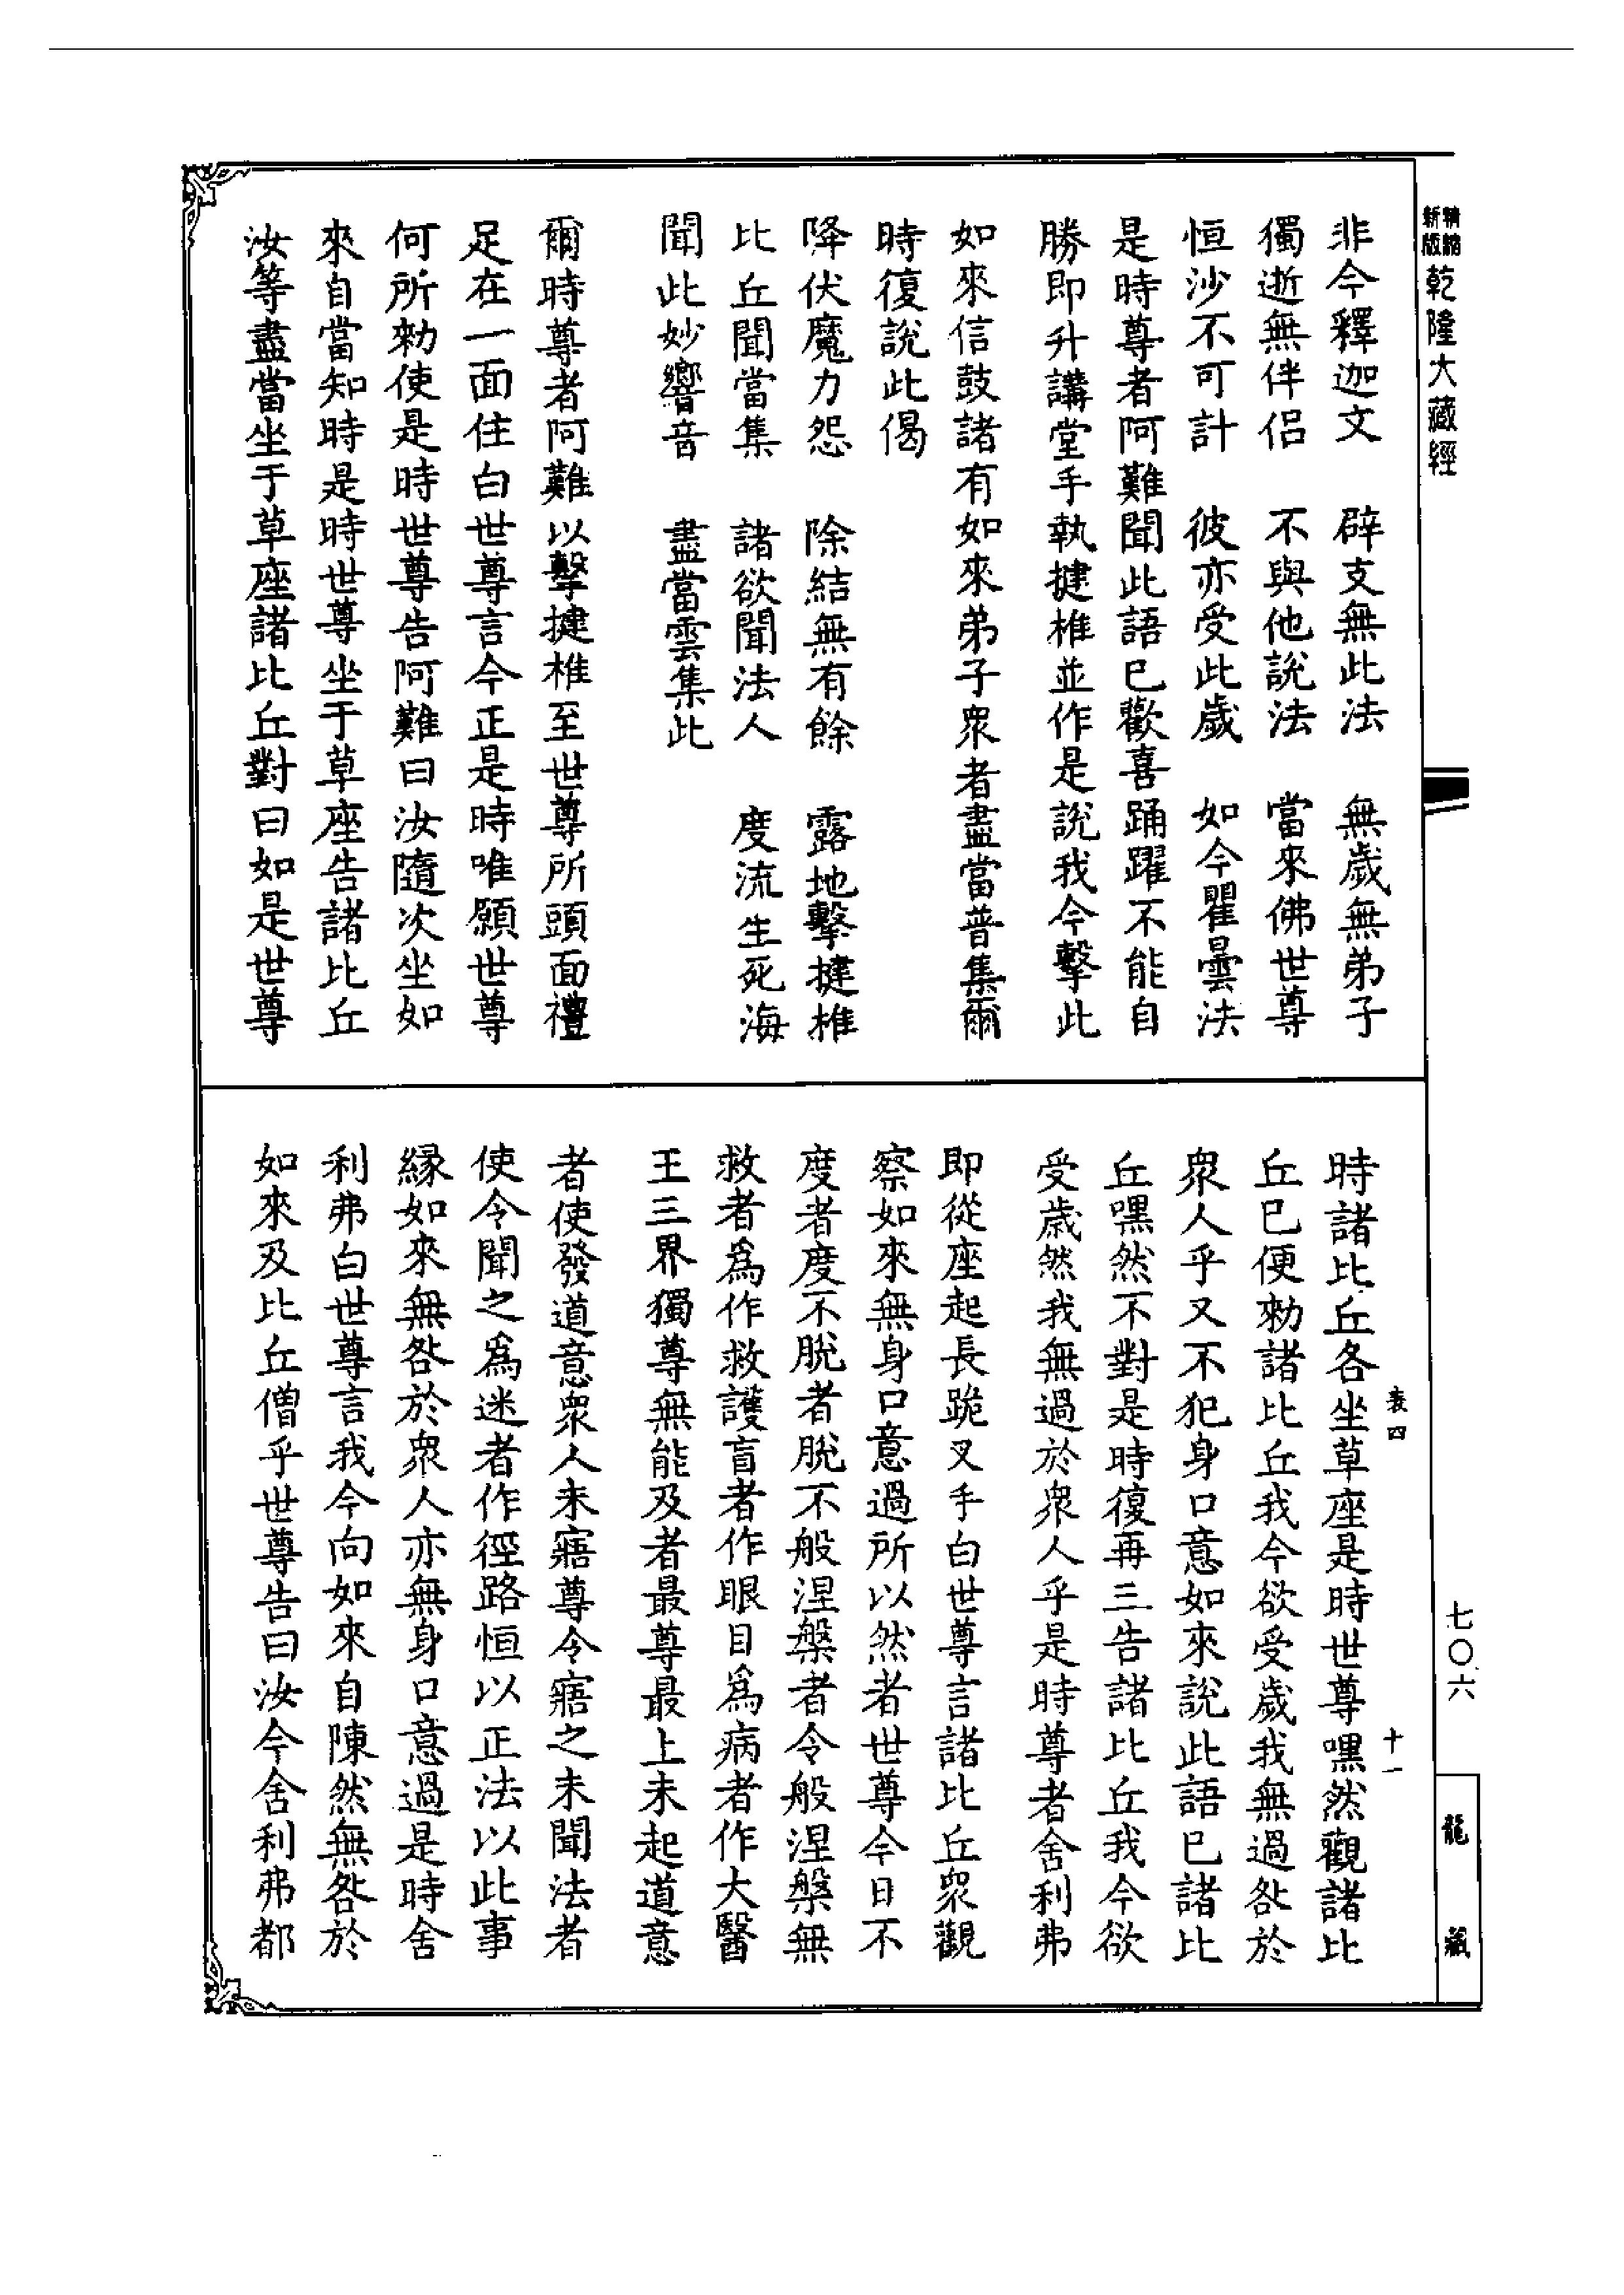 新版精縮乾隆大藏經
非今釋迦文　辟支無此法　無歲無弟子
獨逝無伴侶　不與他說法　當來佛世尊
恒沙不可計　彼亦受此歲　如今瞿曇法
是時尊者阿難聞此語已歡喜踊躍不能自
勝即升講堂手執揵椎並作是說我今擊此
如來信鼓諸有如來弟子眾者盡當普集爾
時復說此偈
降伏魔力怨　除結無有餘　露地擊揵椎
比丘聞當集　諸欲聞法人　度流生死海
聞此妙響音　盡當雲集此
爾時尊者阿難以擊揵椎至世尊所頭面禮
足在一面住白世尊言今正是時唯願世尊
何所勑使是時世尊告阿難曰汝隨次坐如
來自當知時是時世尊坐于草座告諸比丘
汝等盡當坐于草座諸比丘對曰如是世尊
時諸比丘各坐草座是時世尊嘿然觀諸比
丘已便勑諸比丘我今欲受歲我無過咎於
眾人乎又不犯身口意如來說此語已諸比
丘嘿然不對是時復再三告諸比丘我今欲
受歲然我無過於眾人乎是時尊者舍利弗
即從座起長跪叉手白世尊言諸比丘眾觀
察如來無身口意過所以然者世尊今日不
度者度不脫者脫不般涅槃者令般涅槃無
救者為作救護盲者作眼目為病者作大醫
王三界獨尊無能及者最尊最上未起道意
者使發道意眾人未寤尊令寤之未聞法者
使令聞之為迷者作徑路恒以正法以此事
緣如來無咎於眾人亦無身口意過是時舍
利弗白世尊言我今向如來自陳然無咎於
如來及比丘僧乎世尊告曰汝今舍利弗都
四
十一
七〇六
龍藏